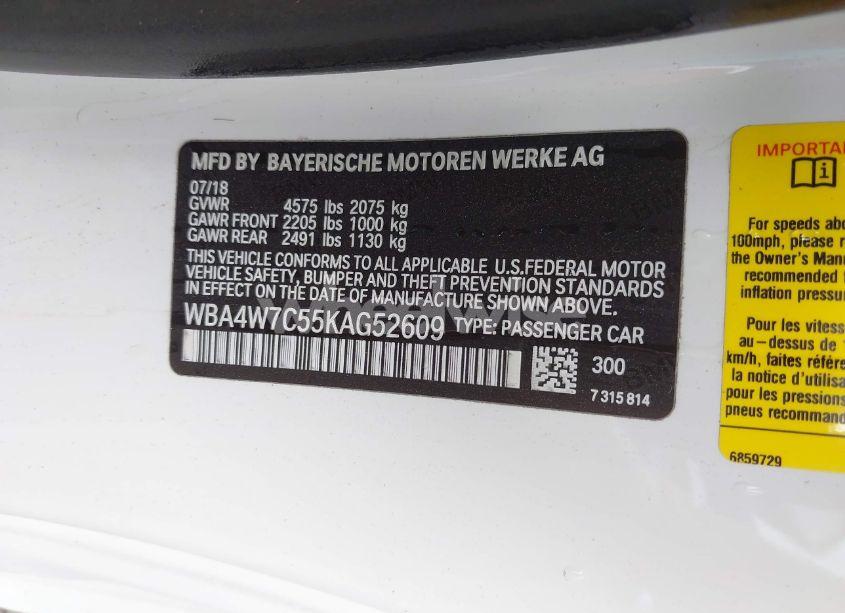 MFD BY BAYERISCHE MOTOREN WERKE AG
07/18
GVWR 4575 lbs 2075 kg
GAWR FRONT 2205 lbs 1000 kg
GAWR REAR 2491 lbs 1130 kg
THIS VEHICLE CONFORMS TO ALL APPLICABLE U.S.FEDERAL MOTOR
VEHICLE SAFETY, BUMPER AND THEFT PREVENTION STANDARDS
IN EFFECT ON THE DATE OF MANUFACTURE SHOWN ABOVE.
WBA4W7C55KAG52609 TYPE: PASSENGER CAR
300
7 315 814
IMPORTA
For speeds abo
100mph, please r
the Owner's Manu
recommended
inflation pressu
Pour les vitess
au-dessus de 1
km/h, faites référe
la notice d'utilisa
pour les pressions
pneus recommand
6859729